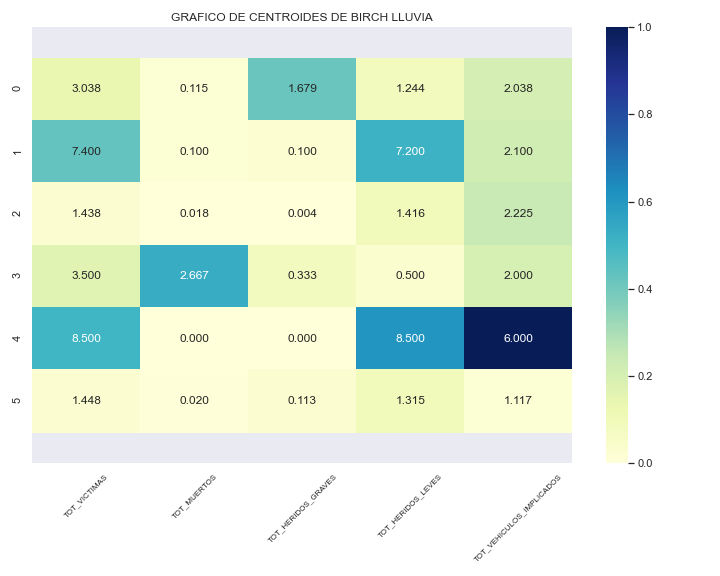 GRAFICO DE CENTROIDES DE BIRCH LLUVIA
0 3.038 0.115 1.679 1.244 2.038
1 7.400 0.100 0.100 7.200 2.100
2 1.438 0.018 0.004 1.416 2.225
3 3.500 2.667 0.333 0.500 2.000
4 8.500 0.000 0.000 8.500 6.000
5 1.448 0.020 0.113 1.315 1.117
TOT_VICTIMAS
TOT_MUERTOS
TOT_HERIDOS_GRAVES
TOT_HERIDOS_LEVES
TOT_VEHICULOS_IMPLICADOS
1.0
0.8
0.6
0.4
0.2
0.0